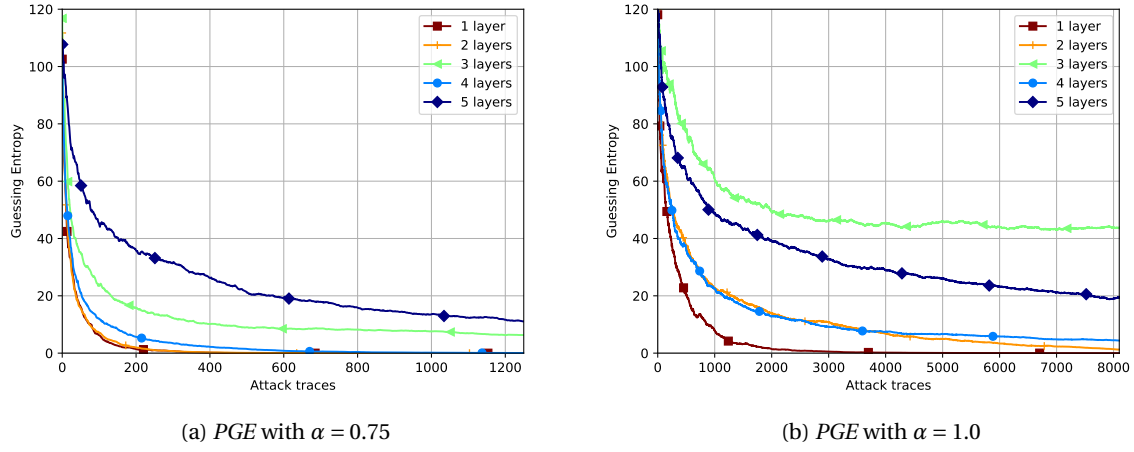 120
100
80
60
40
20
0
Guessing Entropy
0 200 400 600 800 1000 1200
Attack traces
1 layer
2 layers
3 layers
4 layers
5 layers
(a) PGE with α = 0.75
120
100
80
60
40
20
0
Guessing Entropy
0 1000 2000 3000 4000 5000 6000 7000 8000
Attack traces
1 layer
2 layers
3 layers
4 layers
5 layers
(b) PGE with α = 1.0